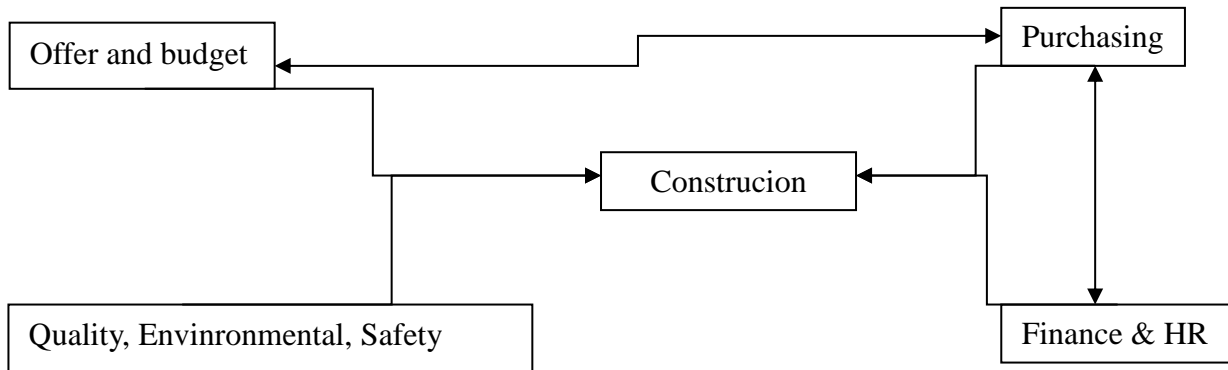 Offer and budget
Purchasing
Construcion
Quality, Envinronmental, Safety
Finance & HR